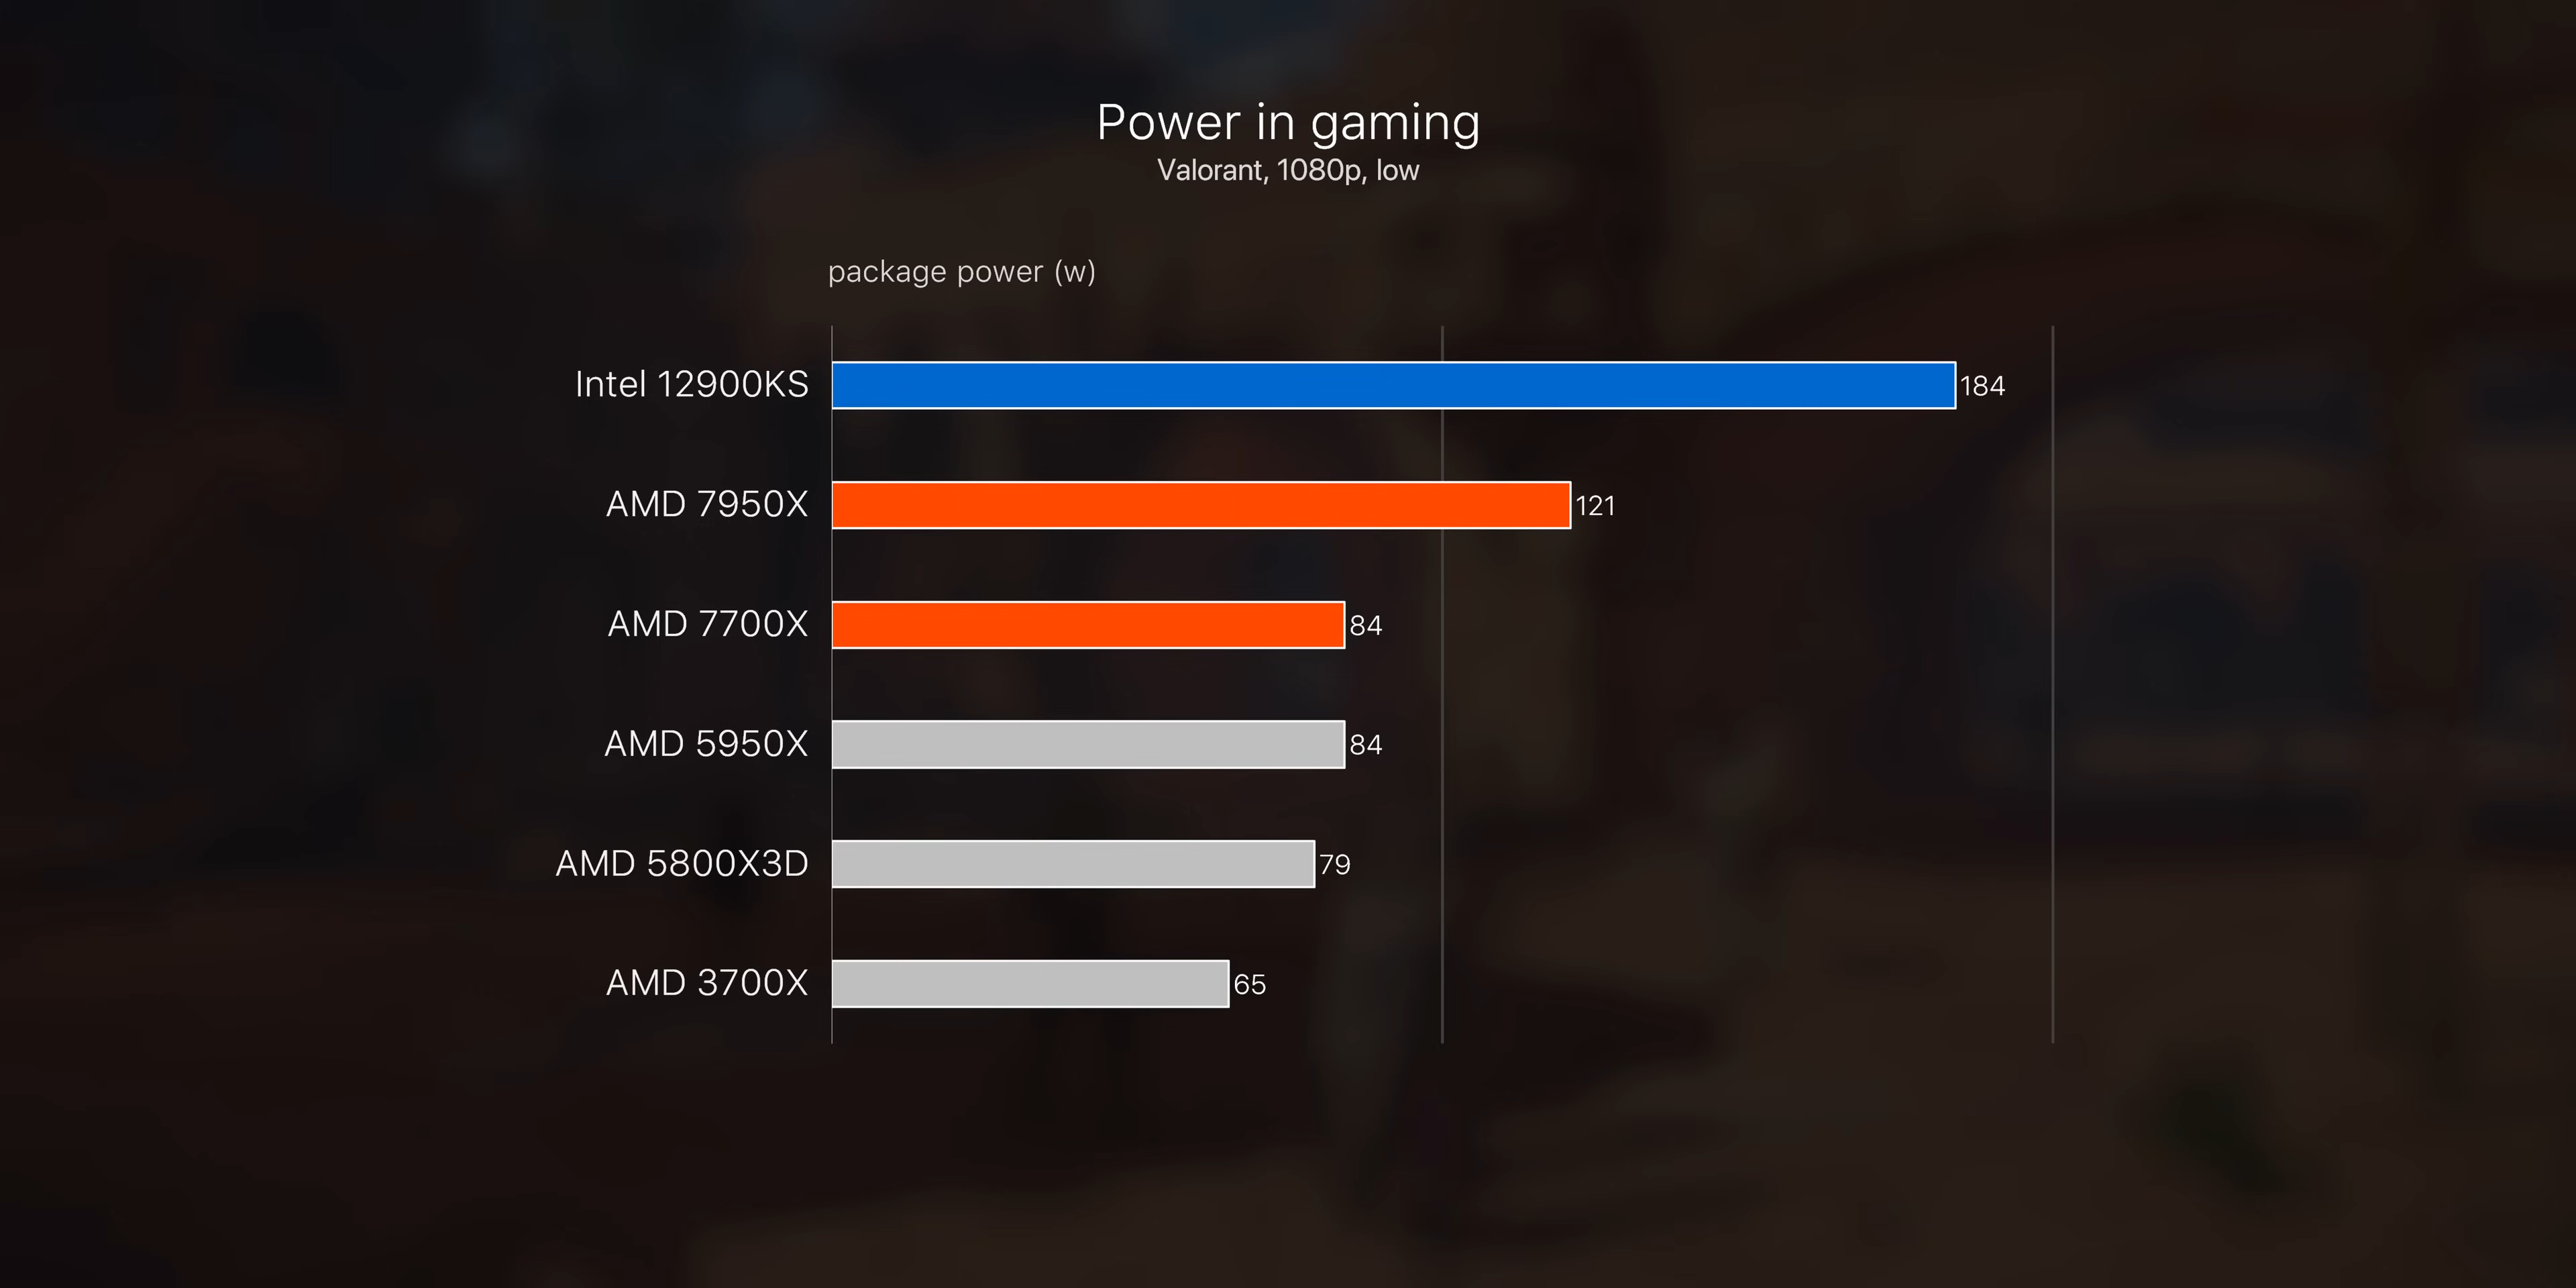 Power in gaming
Valorant, 1080p, low
package power (w)
Intel 12900KS 184
AMD 7950X 121
AMD 7700X 84
AMD 5950X 84
AMD 5800X3D 79
AMD 3700X 65